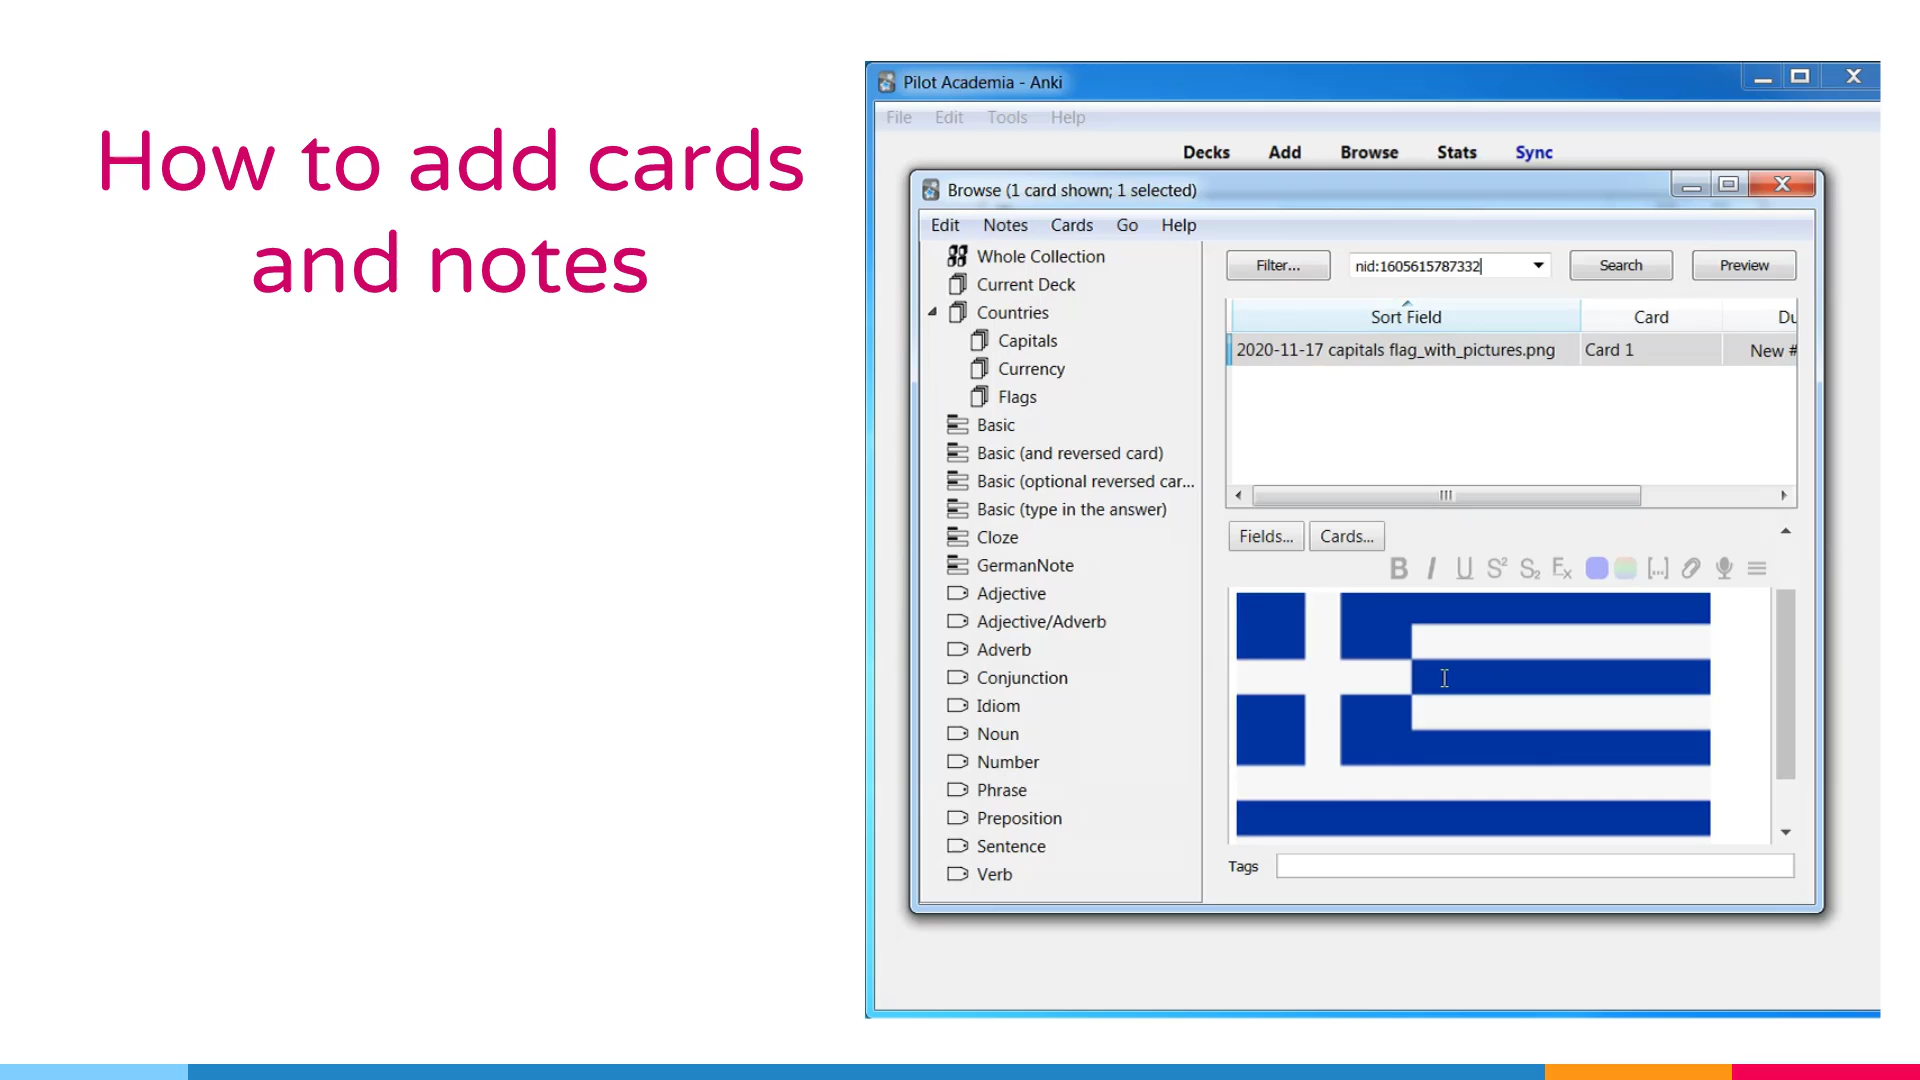 How to add cards
and notes
Pilot Academia - Anki
File Edit Tools Help
Decks Add Browse Stats Sync
Browse (1 card shown; 1 selected)
Edit Notes Cards Go Help
Whole Collection
Current Deck
Countries
Capitals
Currency
Flags
Basic
Basic (and reversed card)
Basic (optional reversed car...
Basic (type in the answer)
Cloze
GermanNote
Adjective
Adjective/Adverb
Adverb
Conjunction
Idiom
Noun
Number
Phrase
Preposition
Sentence
Verb
Filter... nid:1605615787332 Search Preview
Sort Field Card Du
2020-11-17 capitals flag_with_pictures.png Card 1 New #
Fields... Cards...
B I U S² S₂ Ex [...]
Tags